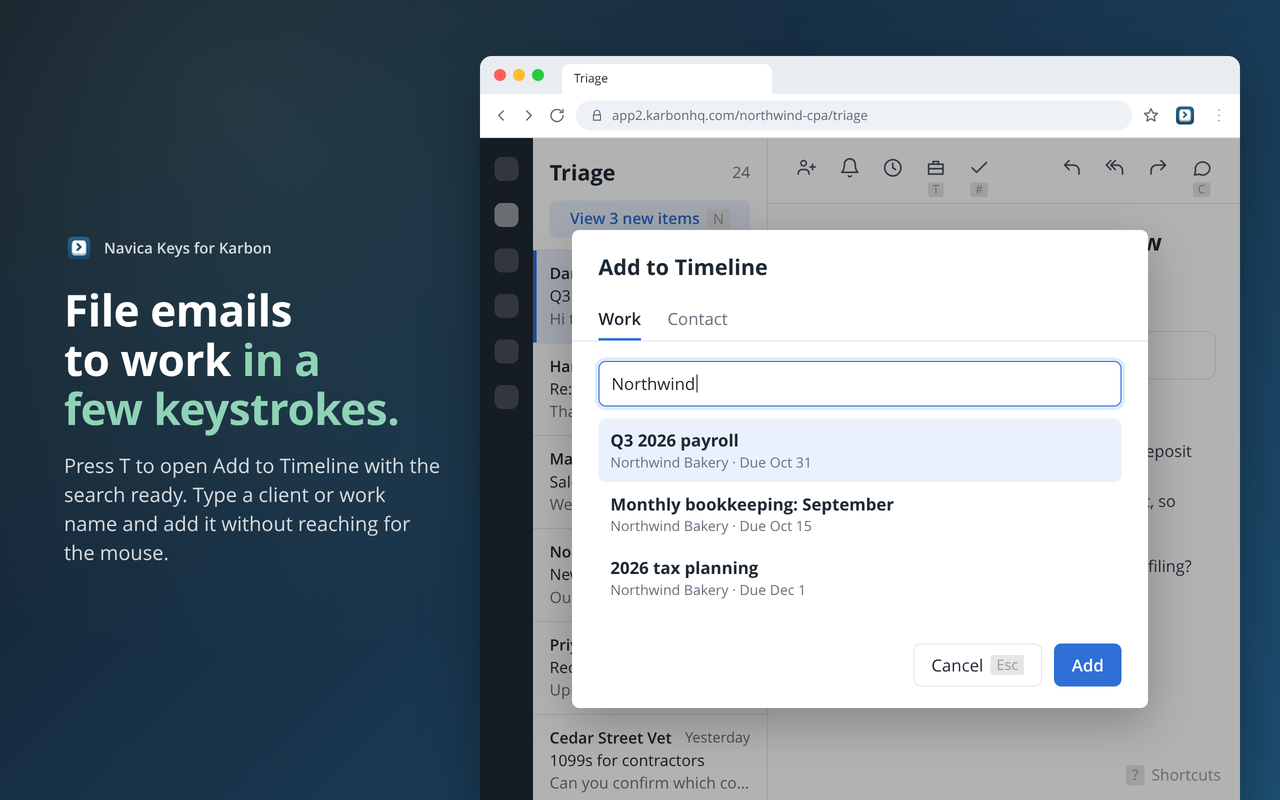 Navica Keys for Karbon
File emails
to work in a
few keystrokes.
Press T to open Add to Timeline with the
search ready. Type a client or work
name and add it without reaching for
the mouse.
Triage
app2.karbonhq.com/northwind-cpa/triage
Triage 24
View 3 new items N
T
#
C
Add to Timeline
Work Contact
Northwind
Q3 2026 payroll
Northwind Bakery · Due Oct 31
Monthly bookkeeping: September
Northwind Bakery · Due Oct 15
2026 tax planning
Northwind Bakery · Due Dec 1
Cancel Esc Add
Q3
Hi
Re:
, so
filing?
Cedar Street Vet Yesterday
1099s for contractors
Can you confirm which co...
? Shortcuts